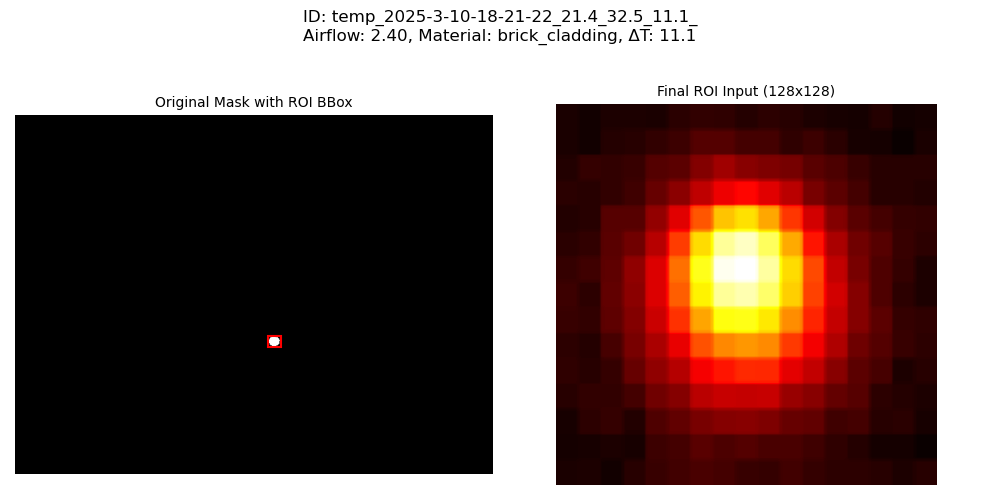 ID: temp_2025-3-10-18-21-22_21.4_32.5_11.1_
Airflow: 2.40, Material: brick_cladding, ΔT: 11.1
Original Mask with ROI BBox
Final ROI Input (128x128)